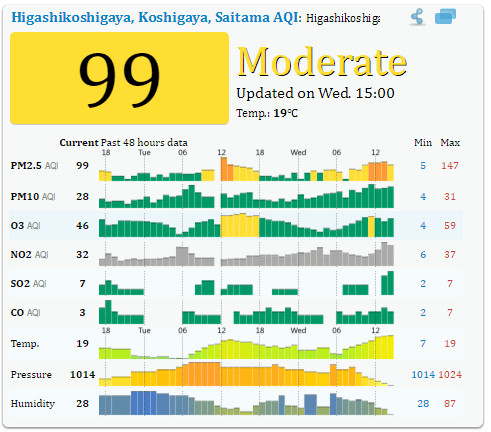 Higashikoshigaya, Koshigaya, Saitama AQI: Higashikoshiga
99
Moderate
Updated on Wed. 15:00
Temp.: 19°C
Current Past 48 hours data Min Max
18 Tue 06 12 18 Wed 06 12
PM2.5 AQI 99 5 147
PM10 AQI 28 4 31
O3 AQI 46 4 59
NO2 AQI 32 6 37
SO2 AQI 7 2 7
CO AQI 3 2 7
18 Tue 06 12 18 Wed 06 12
Temp. 19 7 19
Pressure 1014 1014 1024
Humidity 28 28 87